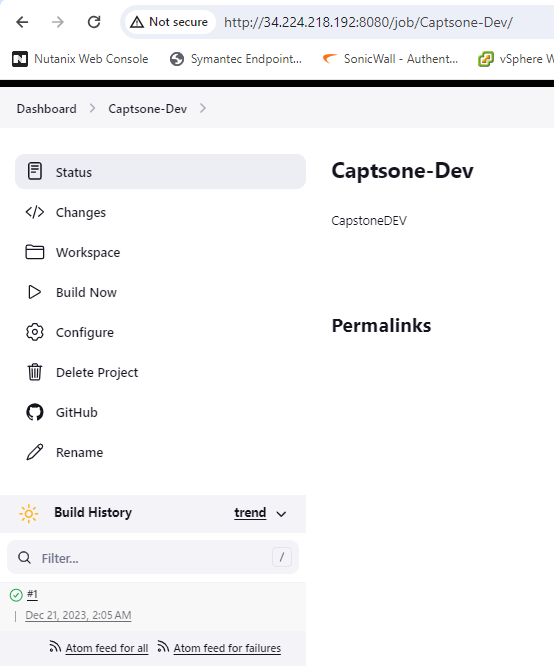 Not secure http://34.224.218.192:8080/job/Captsone-Dev/
Nutanix Web Console Symantec Endpoint... SonicWall - Authent... vSphere W
Dashboard Captsone-Dev
Status
Changes
Workspace
Build Now
Configure
Delete Project
GitHub
Rename
Build History trend
Filter... /
#1
Dec 21, 2023, 2:05 AM
Atom feed for all Atom feed for failures
Captsone-Dev
CapstoneDEV
Permalinks